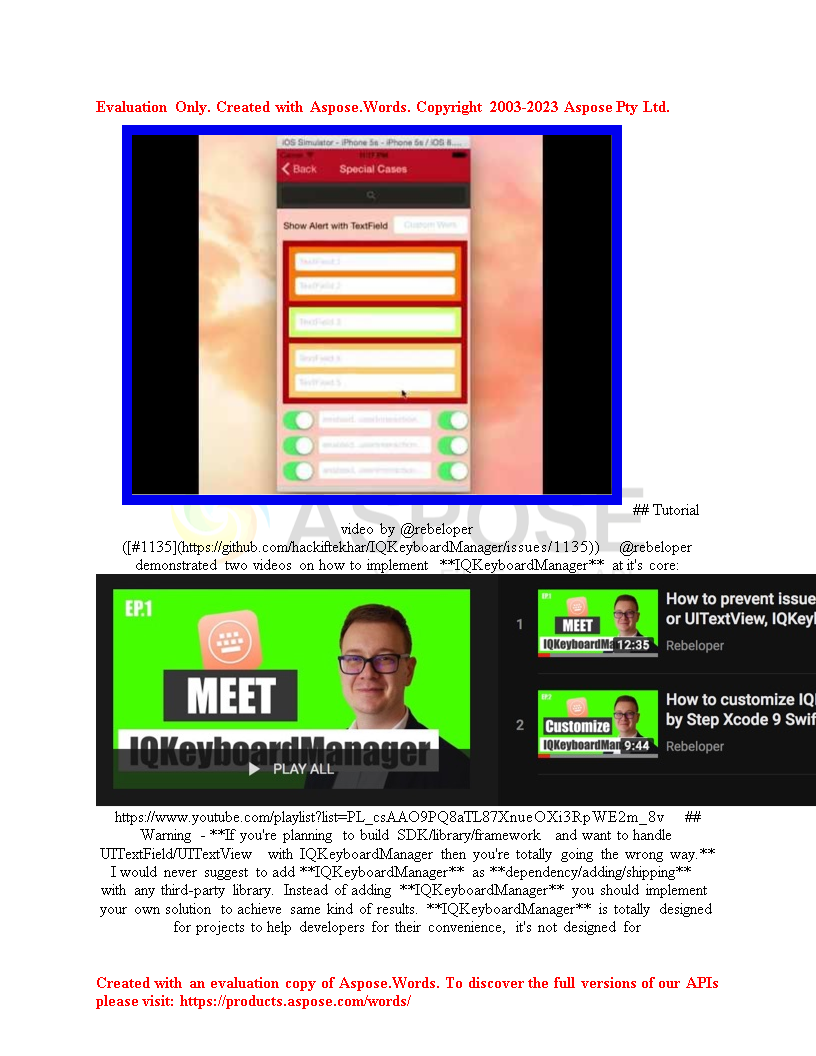 Evaluation Only. Created with Aspose.Words. Copyright 2003-2023 Aspose Pty Ltd.
iOS Simulator - iPhone 5s - iPhone 5s / iOS 8....
Back Special Cases
Show Alert with TextField
TextField 1
TextField 2
TextField 3
TextField 4
TextField 5
ASPOSE
## Tutorial
video by @rebeloper
([#1135](https://github.com/hackiftekhar/IQKeyboardManager/issues/1135)) @rebeloper
demonstrated two videos on how to implement **IQKeyboardManager** at it's core:
EP.1
MEET
IQKeyboardManager
PLAY ALL
1
EP.1
MEET
IQKeyboardMa
12:35
How to prevent issue
or UITextView, IQKeyl
Rebeloper
2
EP.2
Customize
IQKeyboardMan
9:44
How to customize IQ
by Step Xcode 9 Swif
Rebeloper
https://www.youtube.com/playlist?list=PL_csAAO9PQ8aTL87XnueOXi3RpWE2m_8v ##
Warning - **If you're planning to build SDK/library/framework and want to handle
UITextField/UITextView with IQKeyboardManager then you're totally going the wrong way.**
I would never suggest to add **IQKeyboardManager** as **dependency/adding/shipping**
with any third-party library. Instead of adding **IQKeyboardManager** you should implement
your own solution to achieve same kind of results. **IQKeyboardManager** is totally designed
for projects to help developers for their convenience, it's not designed for
Created with an evaluation copy of Aspose.Words. To discover the full versions of our APIs
please visit: https://products.aspose.com/words/